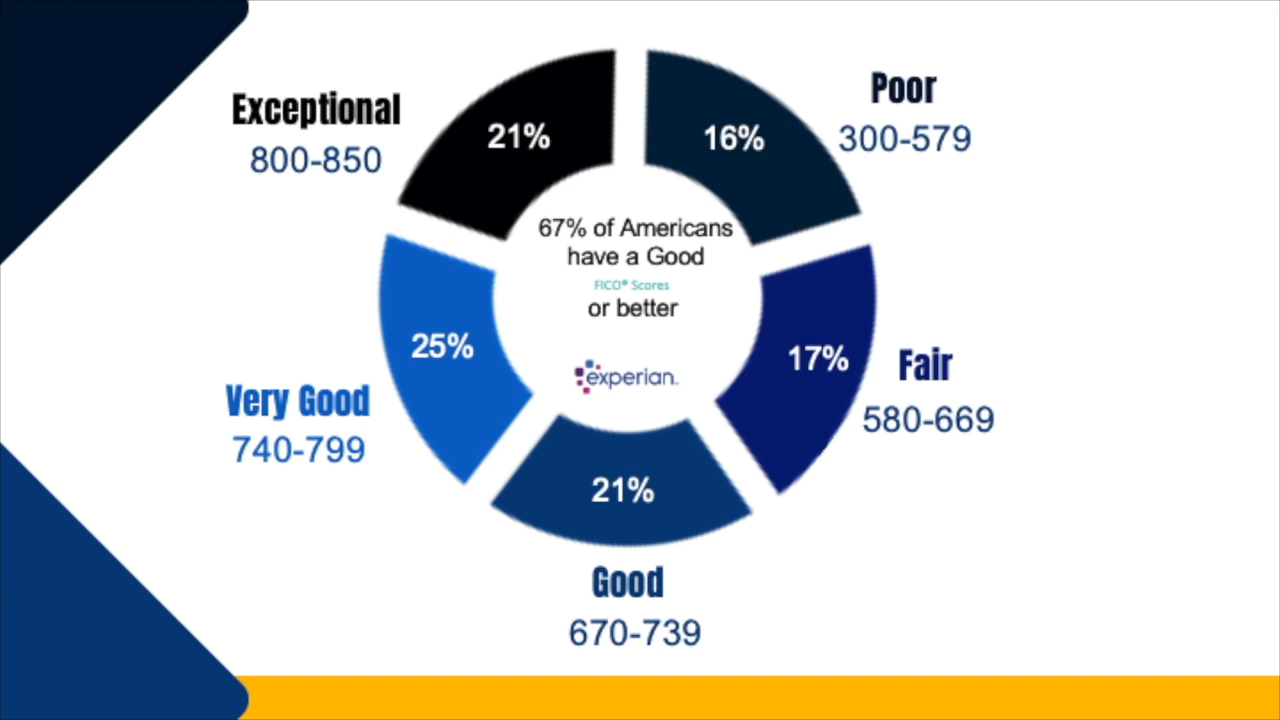 Exceptional
800-850
21%
16%
Poor
300-579
67% of Americans
have a Good
FICO® Scores
or better
experian.
25%
Very Good
740-799
17%
Fair
580-669
21%
Good
670-739